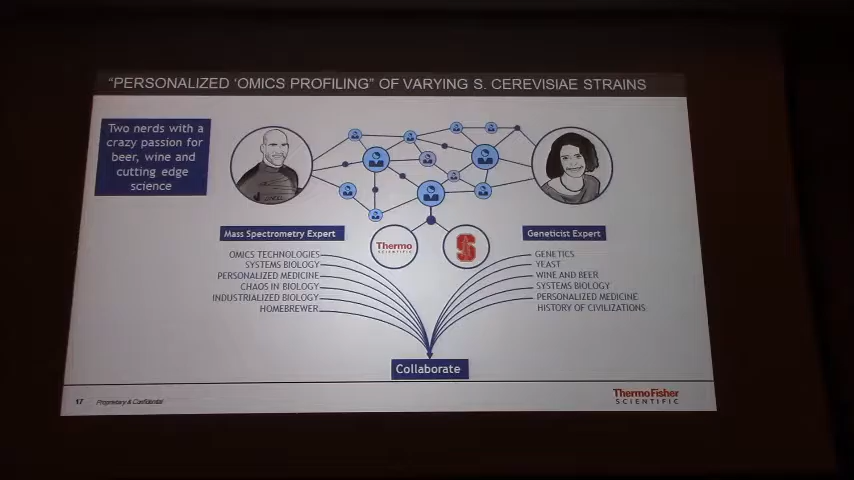 "PERSONALIZED 'OMICS PROFILING" OF VARYING S. CEREVISIAE STRAINS
Two nerds with a
crazy passion for
beer, wine and
cutting edge
science
Mass Spectrometry Expert
OMICS TECHNOLOGIES
SYSTEMS BIOLOGY
PERSONALIZED MEDICINE
CHAOS IN BIOLOGY
INDUSTRIALIZED BIOLOGY
HOMEBREWER
Thermo
SCIENTIFIC
S
Geneticist Expert
GENETICS
YEAST
WINE AND BEER
SYSTEMS BIOLOGY
PERSONALIZED MEDICINE
HISTORY OF CIVILIZATIONS
Collaborate
17 Proprietary & Confidential
ThermoFisher
SCIENTIFIC